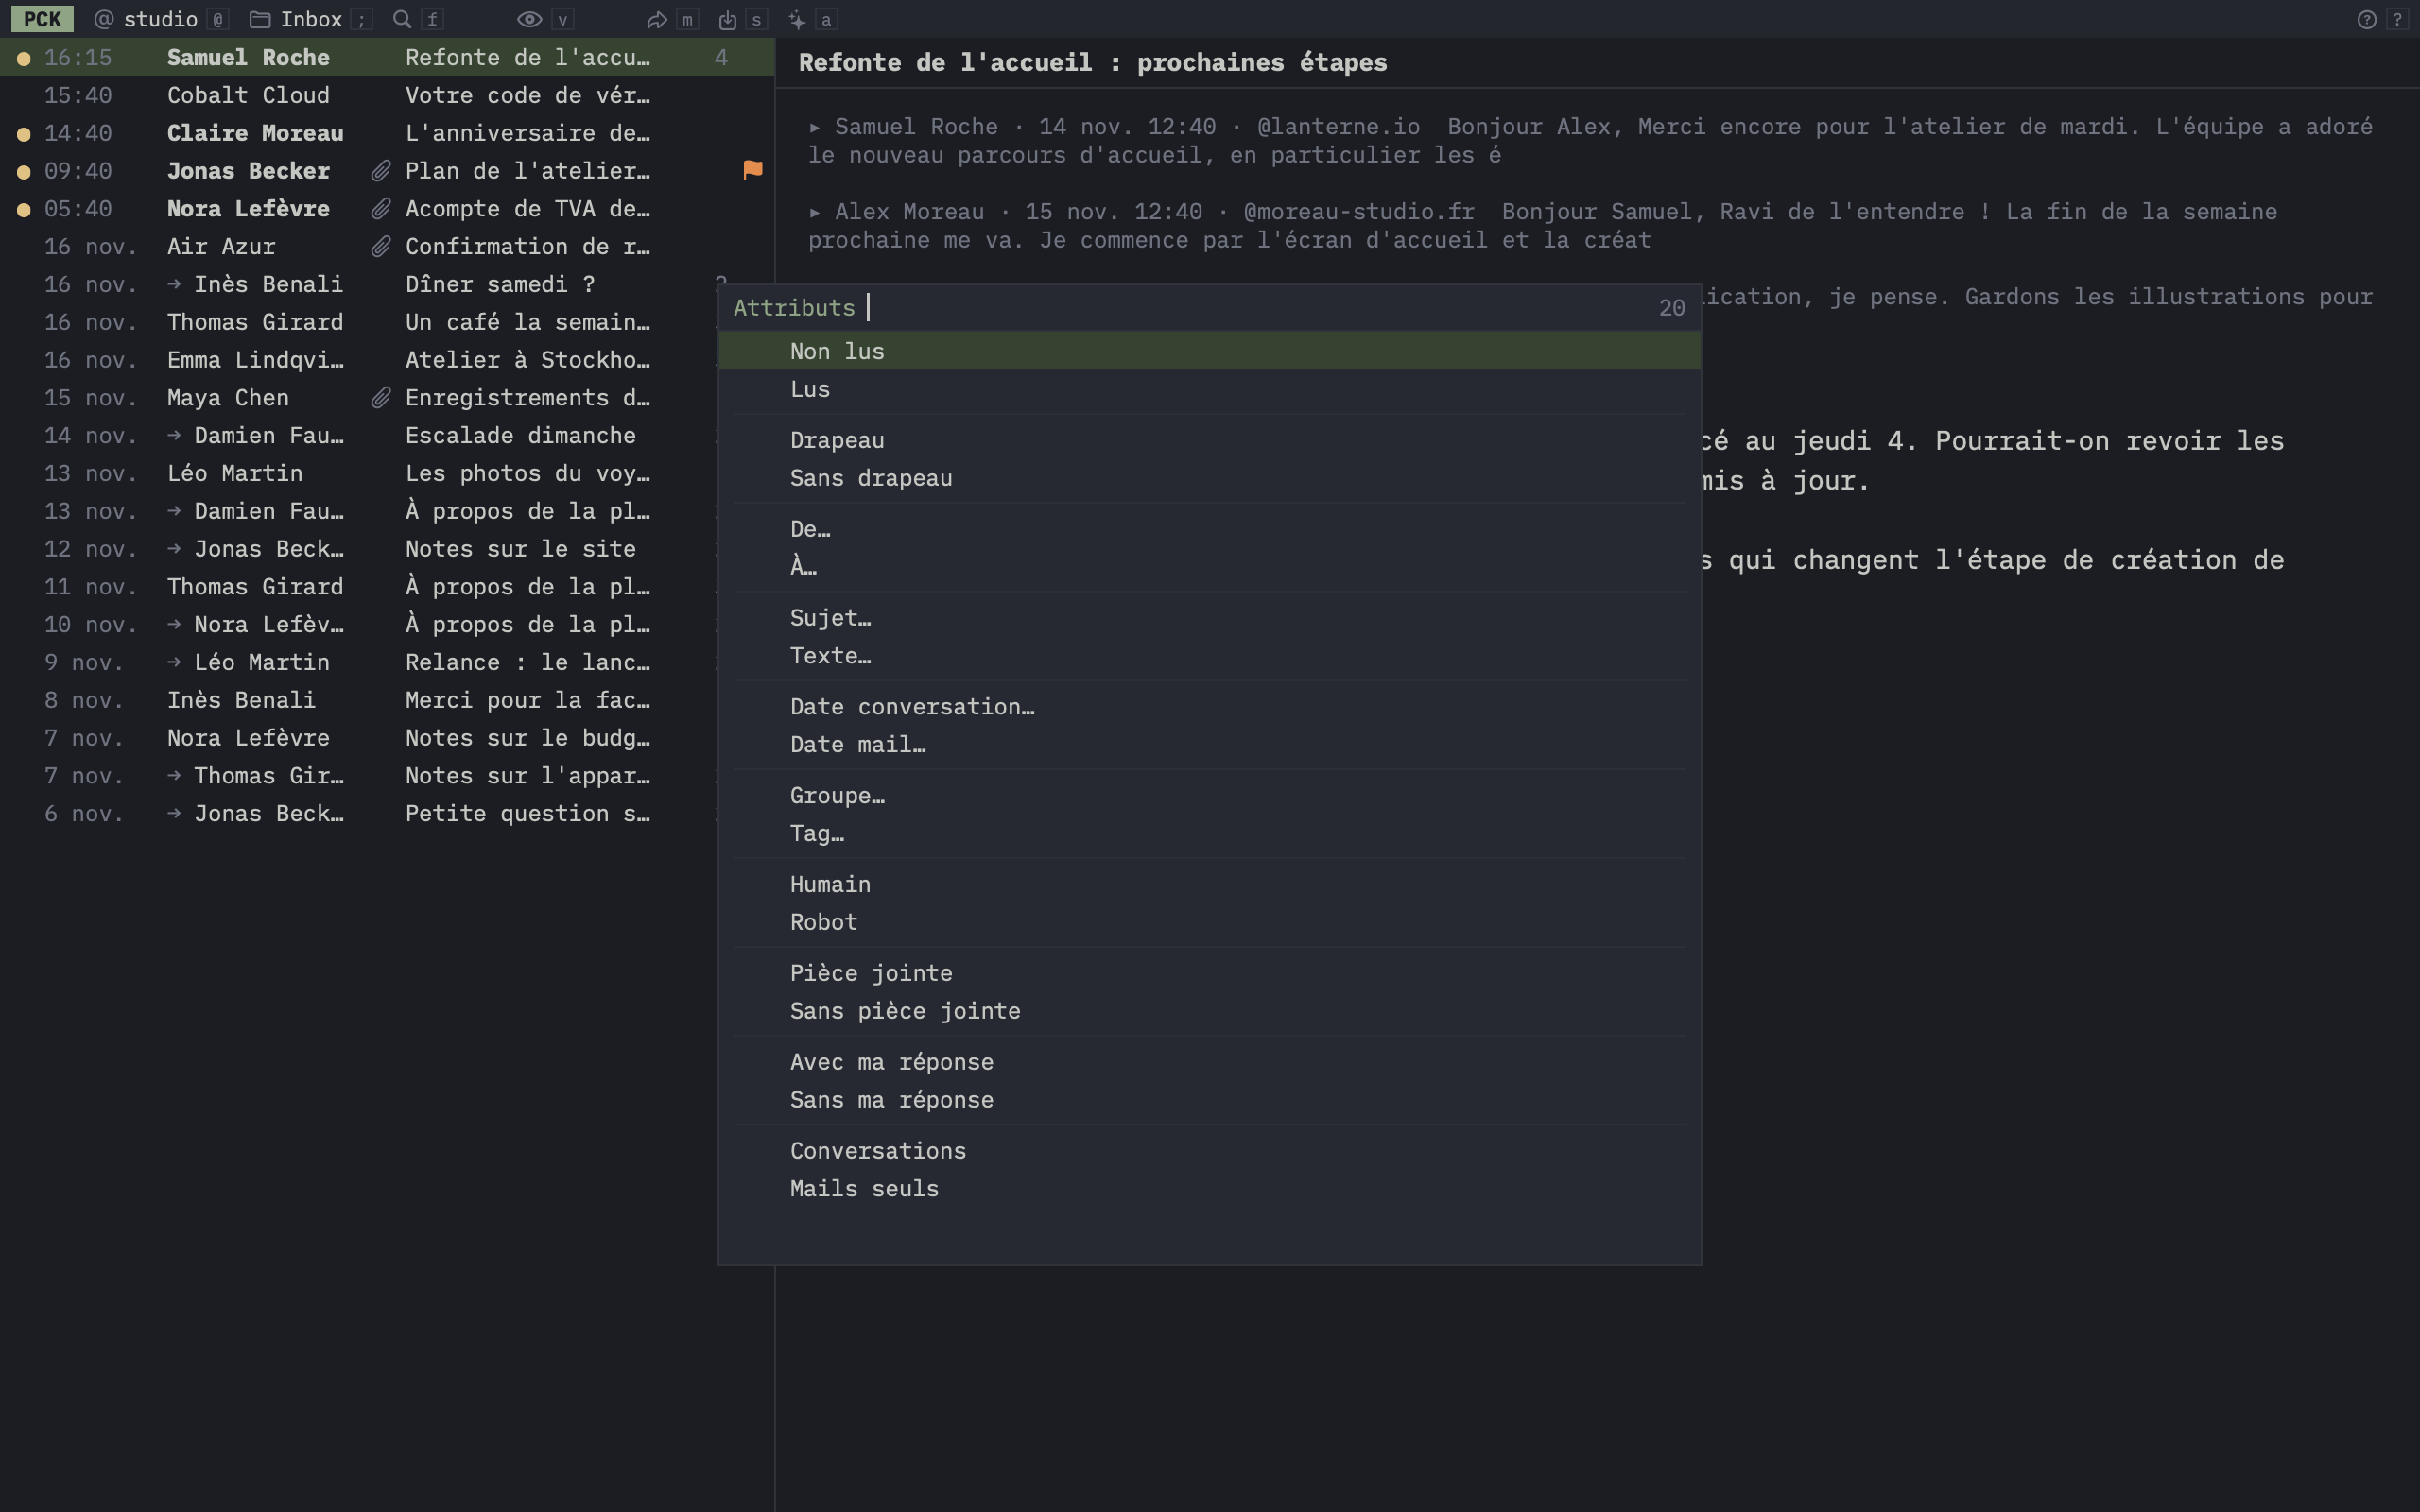 PCK @ studio @ Inbox ; f v m s a ? ?
16:15 Samuel Roche Refonte de l'accu… 4
15:40 Cobalt Cloud Votre code de vér…
14:40 Claire Moreau L'anniversaire de…
09:40 Jonas Becker Plan de l'atelier…
05:40 Nora Lefèvre Acompte de TVA de…
16 nov. Air Azur Confirmation de r…
16 nov. → Inès Benali Dîner samedi ?
16 nov. Thomas Girard Un café la semain…
16 nov. Emma Lindqvi… Atelier à Stockho…
15 nov. Maya Chen Enregistrements d…
14 nov. → Damien Fau… Escalade dimanche
13 nov. Léo Martin Les photos du voy…
13 nov. → Damien Fau… À propos de la pl…
12 nov. → Jonas Beck… Notes sur le site
11 nov. Thomas Girard À propos de la pl…
10 nov. → Nora Lefèv… À propos de la pl…
9 nov. → Léo Martin Relance : le lanc…
8 nov. Inès Benali Merci pour la fac…
7 nov. Nora Lefèvre Notes sur le budg…
7 nov. → Thomas Gir… Notes sur l'appar…
6 nov. → Jonas Beck… Petite question s…
Refonte de l'accueil : prochaines étapes
▸ Samuel Roche · 14 nov. 12:40 · @lanterne.io Bonjour Alex, Merci encore pour l'atelier de mardi. L'équipe a adoré
le nouveau parcours d'accueil, en particulier les é
▸ Alex Moreau · 15 nov. 12:40 · @moreau-studio.fr Bonjour Samuel, Ravi de l'entendre ! La fin de la semaine
prochaine me va. Je commence par l'écran d'accueil et la créat
ication, je pense. Gardons les illustrations pour
cé au jeudi 4. Pourrait-on revoir les
mis à jour.
s qui changent l'étape de création de
Attributs 20
Non lus
Lus
Drapeau
Sans drapeau
De…
À…
Sujet…
Texte…
Date conversation…
Date mail…
Groupe…
Tag…
Humain
Robot
Pièce jointe
Sans pièce jointe
Avec ma réponse
Sans ma réponse
Conversations
Mails seuls